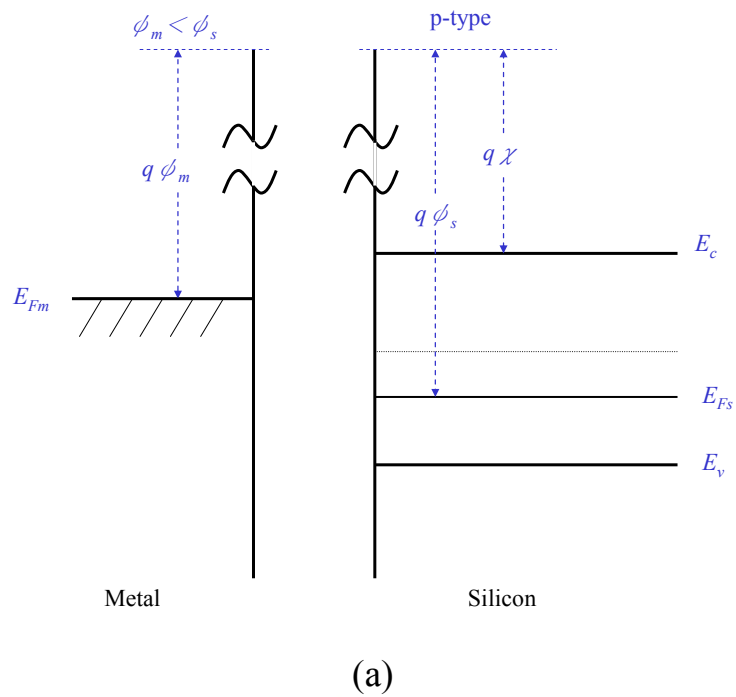 ϕm < ϕs
p-type
q ϕm
q χ
q ϕs
Ec
EFm
EFs
Ev
Metal
Silicon
(a)